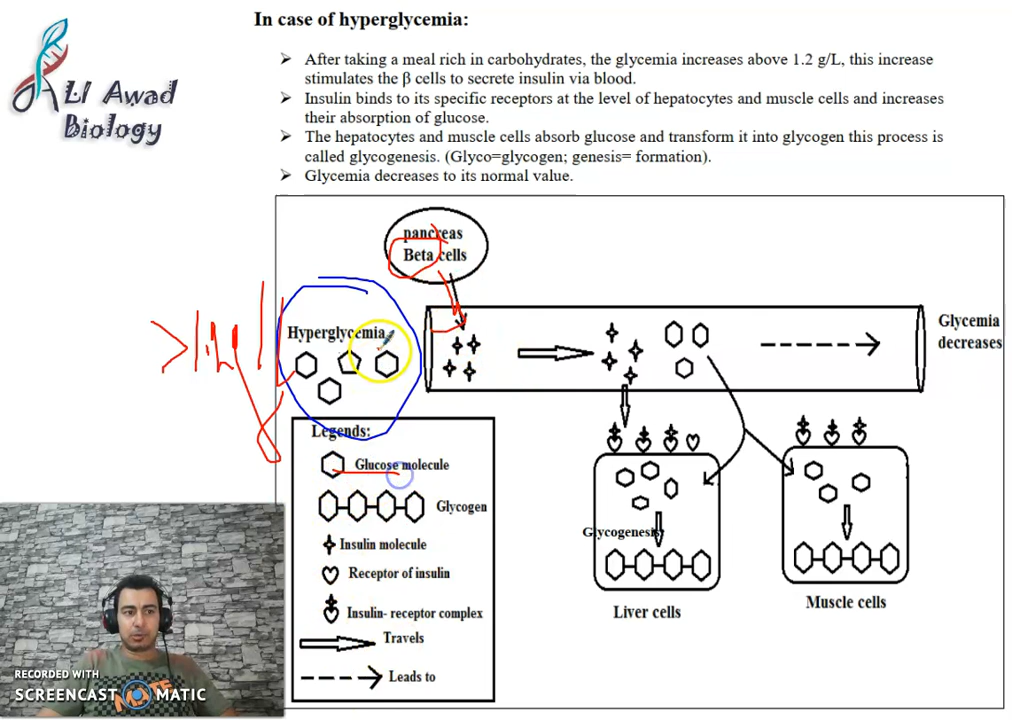 In case of hyperglycemia:
LI Awad
Biology
➢ After taking a meal rich in carbohydrates, the glycemia increases above 1.2 g/L, this increase
stimulates the β cells to secrete insulin via blood.
➢ Insulin binds to its specific receptors at the level of hepatocytes and muscle cells and increases
their absorption of glucose.
➢ The hepatocytes and muscle cells absorb glucose and transform it into glycogen this process is
called glycogenesis. (Glyco=glycogen; genesis= formation).
➢ Glycemia decreases to its normal value.
pancreas
Beta cells
Hyperglycemia
Glycemia
decreases
Legends:
Glucose molecule
Glycogen
Insulin molecule
Receptor of insulin
Insulin- receptor complex
Travels
Leads to
Glycogenesis
Liver cells
Muscle cells
RECORDED WITH
SCREENCAST MATIC